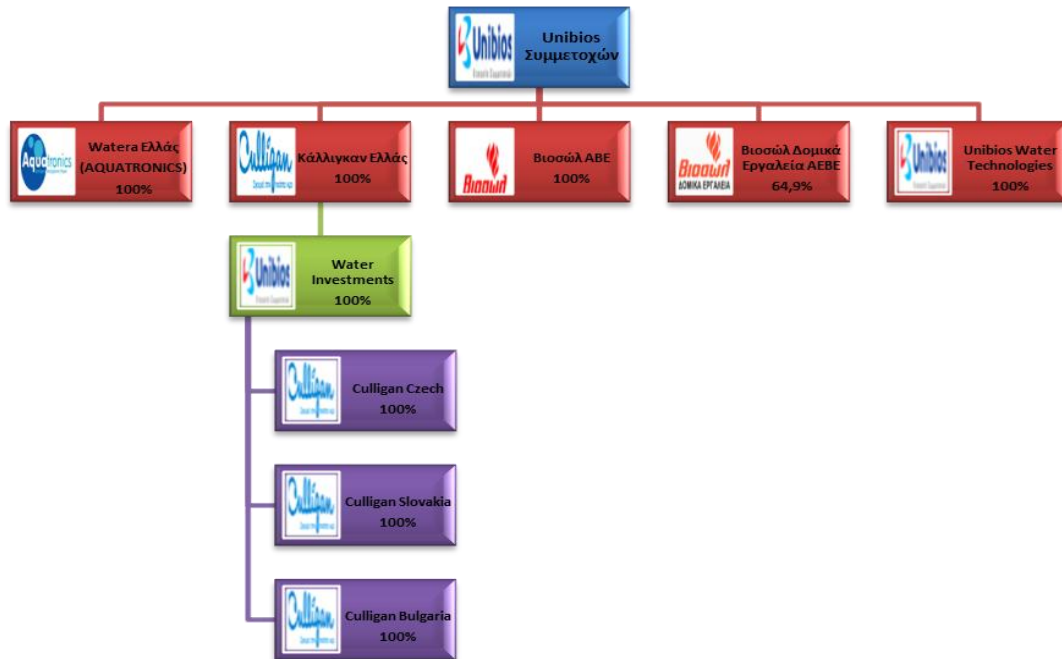 Unibios
Unibios
Συμμετοχών
Aquatronics
Watera Ελλάς
(AQUATRONICS)
100%
Culligan
Κάλλιγκαν Ελλάς
100%
Βιοσώλ
Βιοσώλ ΑΒΕ
100%
Βιοσώλ
ΔΟΜΙΚΑ ΕΡΓΑΛΕΙΑ
Βιοσώλ Δομικά
Εργαλεία ΑΕΒΕ
64,9%
Unibios
Unibios Water
Technologies
100%
Unibios
Water
Investments
100%
Culligan
Culligan Czech
100%
Culligan
Culligan Slovakia
100%
Culligan
Culligan Bulgaria
100%